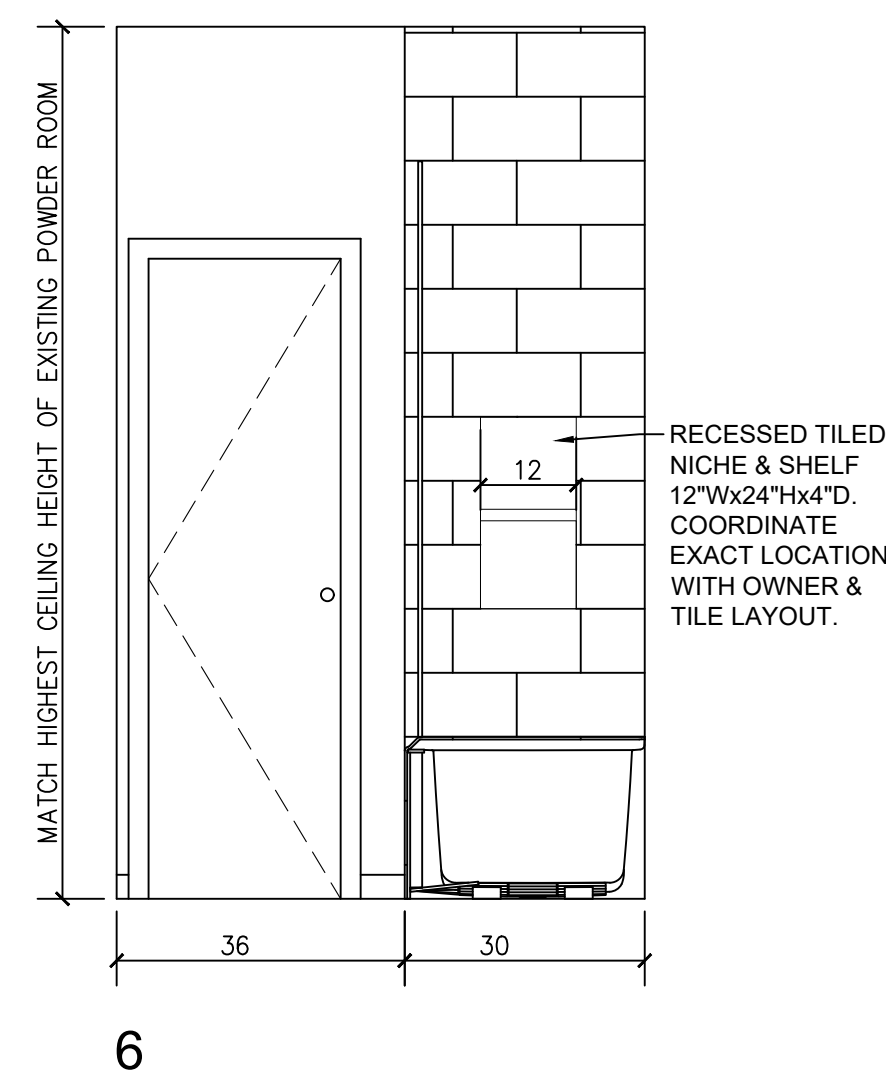 MATCH HIGHEST CEILING HEIGHT OF EXISTING POWDER ROOM
12
RECESSED TILED
NICHE & SHELF
12"Wx24"Hx4"D.
COORDINATE
EXACT LOCATION
WITH OWNER &
TILE LAYOUT.
36
30
6